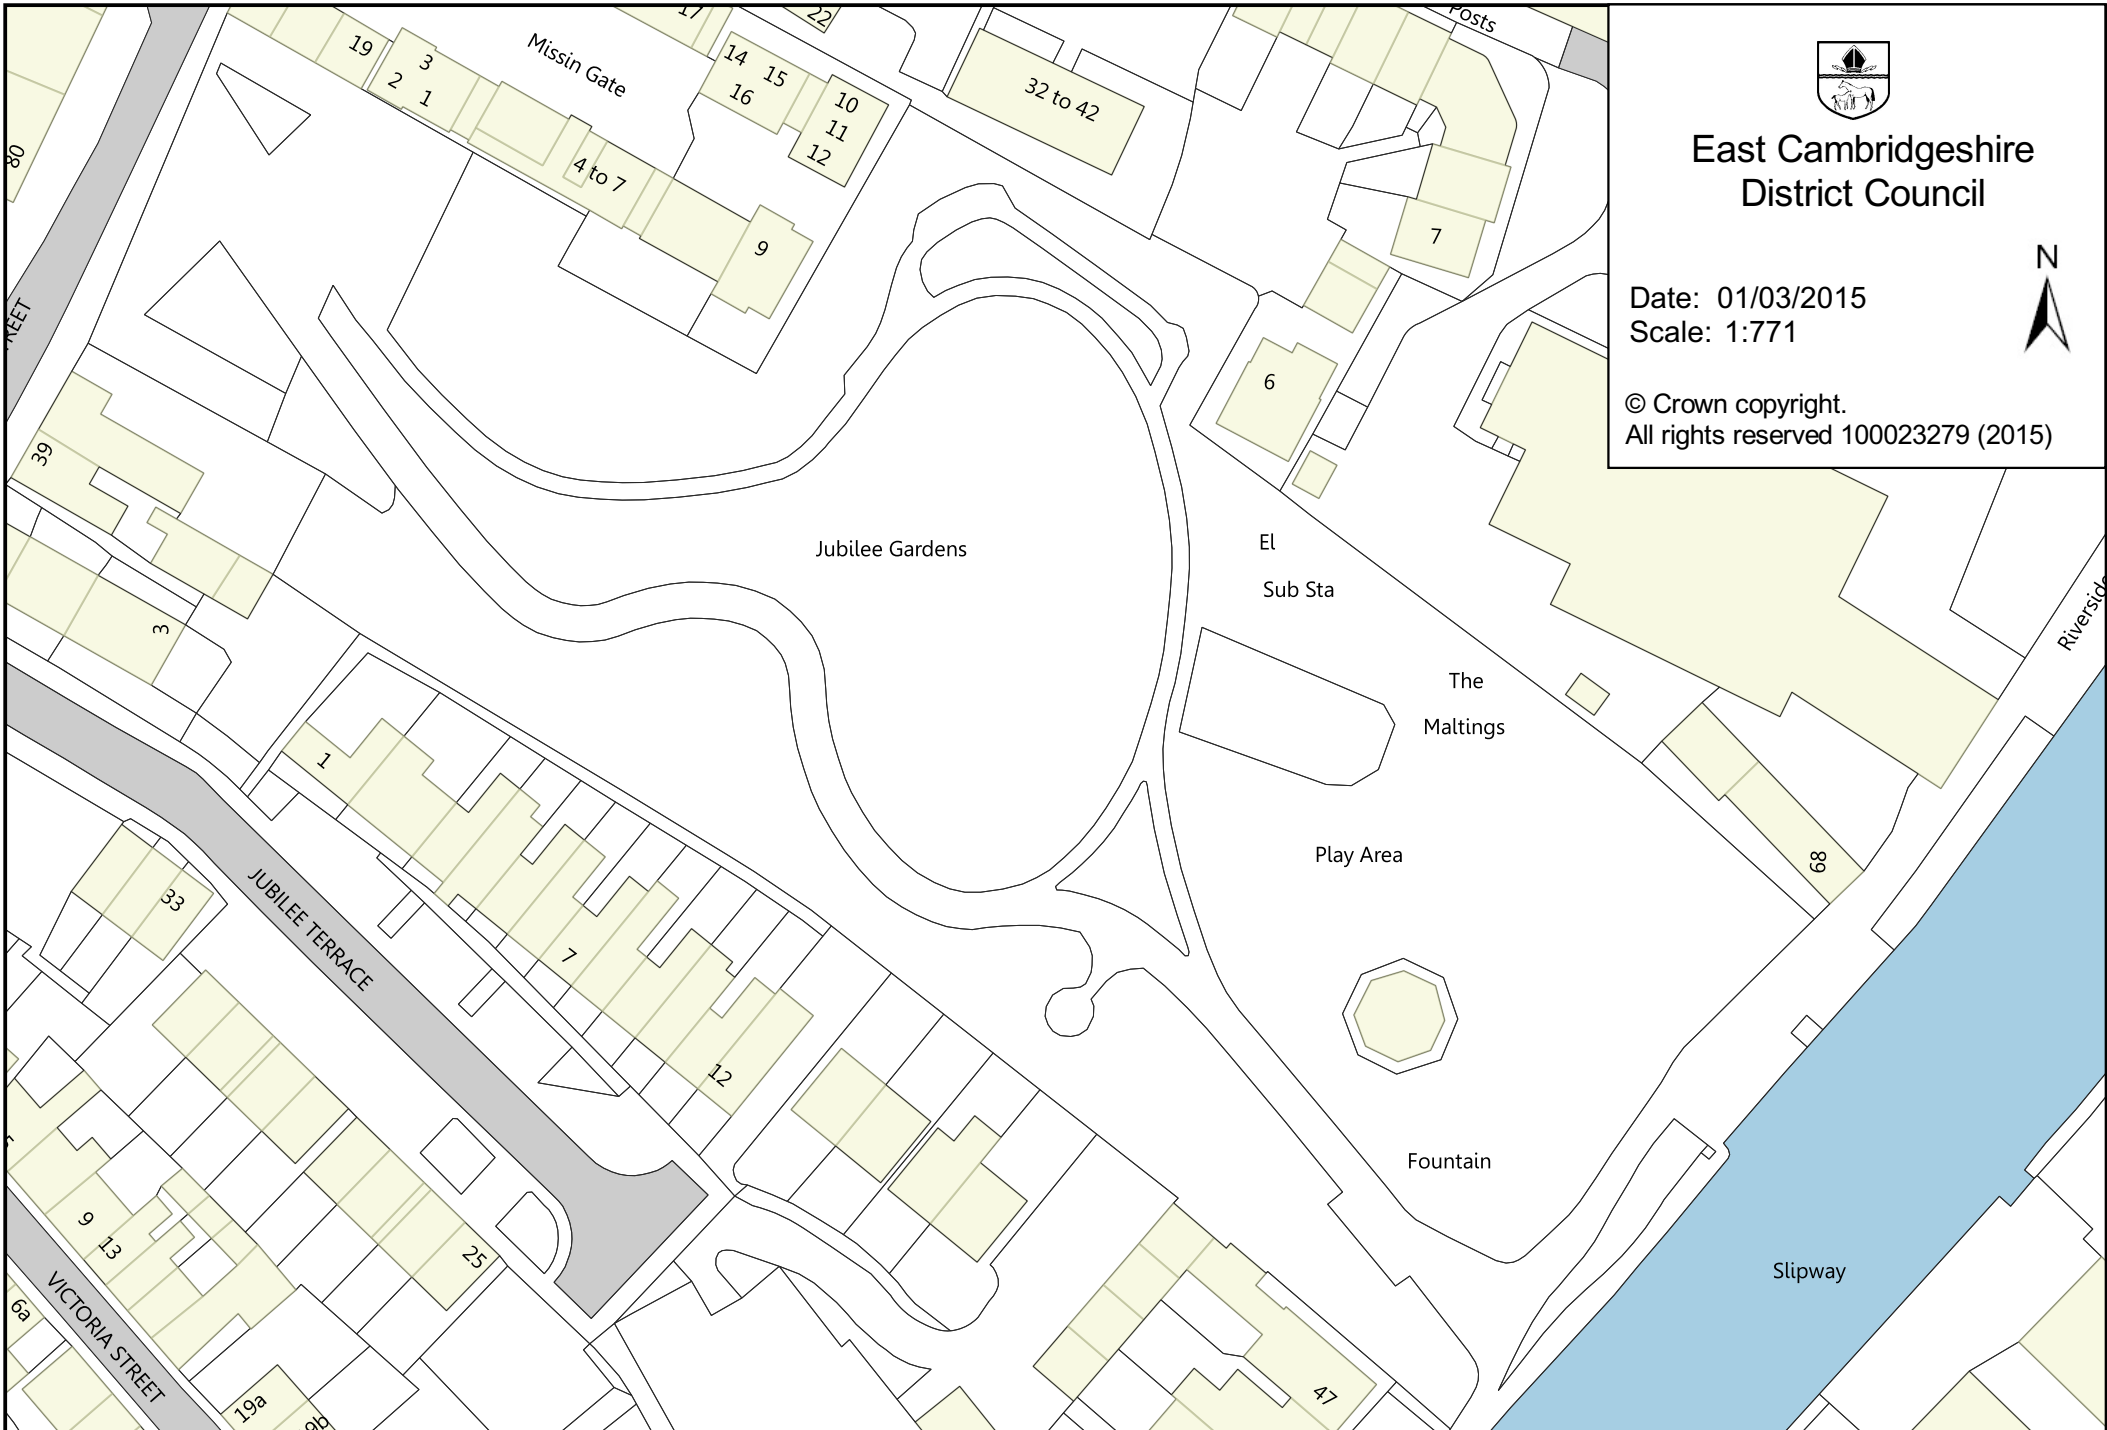 17
22
Posts
19
3
2
1
Missin Gate
14
15
16
10
11
12
32 to 42
4 to 7
9
7
6
80
39
3
Jubilee Gardens
El
Sub Sta
The
Maltings
Play Area
Fountain
Slipway
68
1
7
12
33
JUBILEE TERRACE
25
9
13
6a
VICTORIA STREET
19a
9b
47
East Cambridgeshire
District Council
N
Date: 01/03/2015
Scale: 1:771
© Crown copyright.
All rights reserved 100023279 (2015)